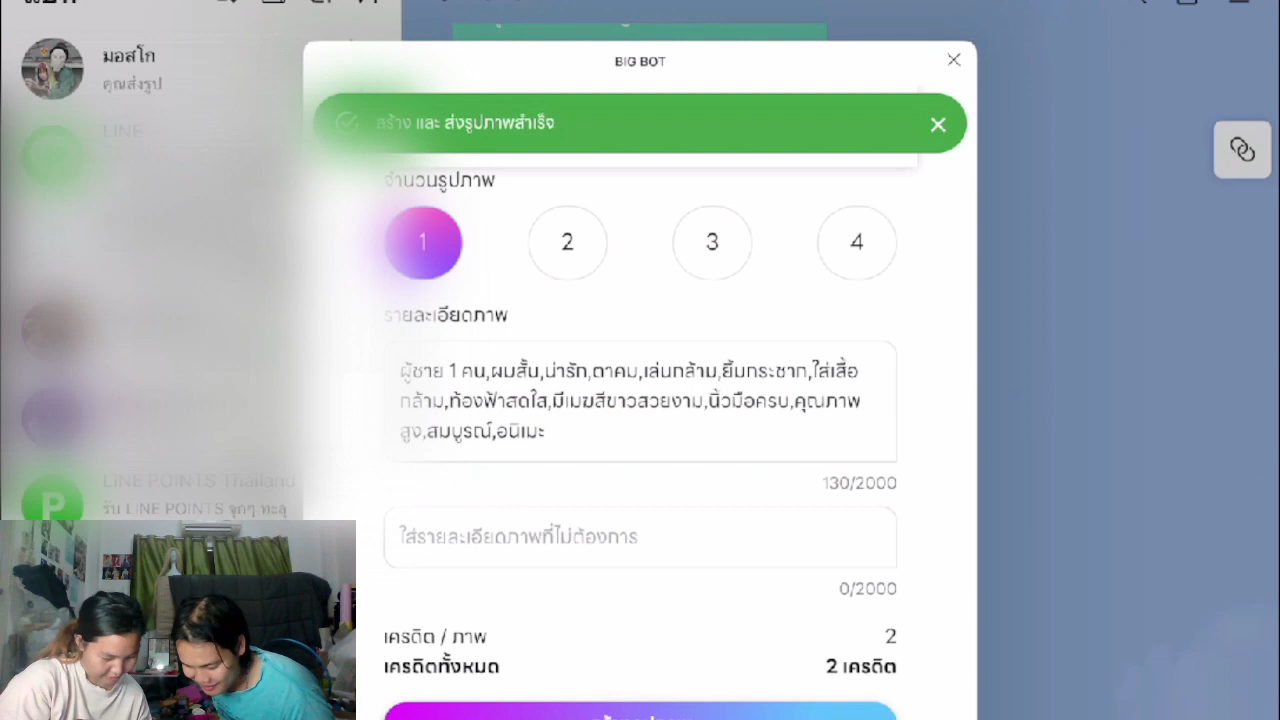 มอสโก
คุณส่งรูป
LINE
LINE POINTS Thailand
รับ LINE POINTS จุกๆ ทะลุ
P
BIG BOT
สร้าง และ ส่งรูปภาพสำเร็จ
จำนวนรูปภาพ
1
2
3
4
รายละเอียดภาพ
ผู้ชาย 1 คน,ผมสั้น,น่ารัก,ตาคม,เล่นกล้าม,ยิ้มกระชาก,ใส่เสื้อ
กล้าม,ท้องฟ้าสดใส,มีเมฆสีขาวสวยงาม,นิ้วมือครบ,คุณภาพ
สูง,สมบูรณ์,อนิเมะ
130/2000
ใส่รายละเอียดภาพที่ไม่ต้องการ
0/2000
เครดิต / ภาพ
2
เครดิตทั้งหมด
2 เครดิต